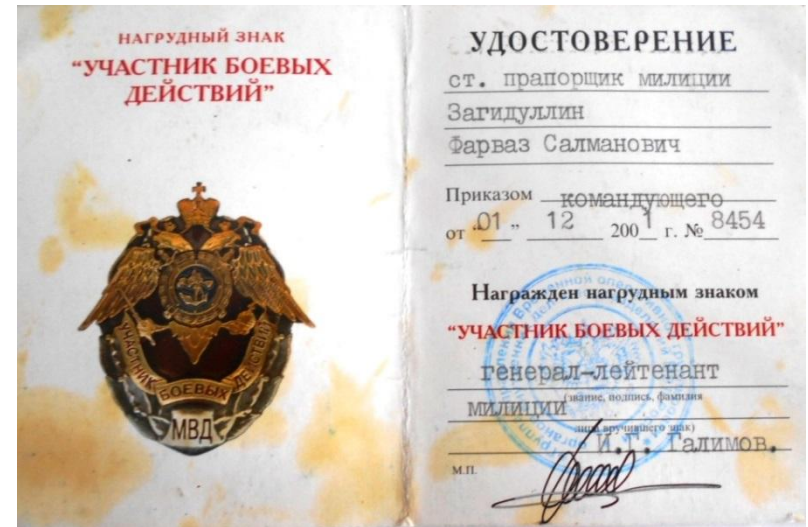 НАГРУДНЫЙ ЗНАК
“УЧАСТНИК БОЕВЫХ
ДЕЙСТВИЙ”
УЧАСТНИК БОЕВЫХ ДЕЙСТВИЙ
МВД
УДОСТОВЕРЕНИЕ
ст. прапорщик милиции
Загидуллин
Фарваз Салманович
Приказом командующего
от “01” 12 2001 г. № 8454
Награжден нагрудным знаком
“УЧАСТНИК БОЕВЫХ ДЕЙСТВИЙ”
генерал-лейтенант
(звание, подпись, фамилия
милиции
лица вручившего знак)
И.Г. Галимов.
М.П.